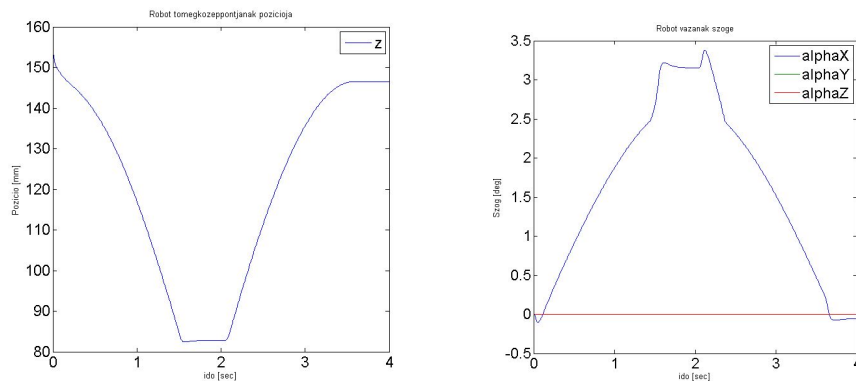 Robot tomegkozeppontjanak pozicioja
160
150
140
130
120
110
100
90
80
0
1
2
3
4
Pozicio [mm]
ido [sec]
z
Robot vazanak szoge
3.5
3
2.5
2
1.5
1
0.5
0
-0.5
0
1
2
3
4
Szog [deg]
ido [sec]
alphaX
alphaY
alphaZ